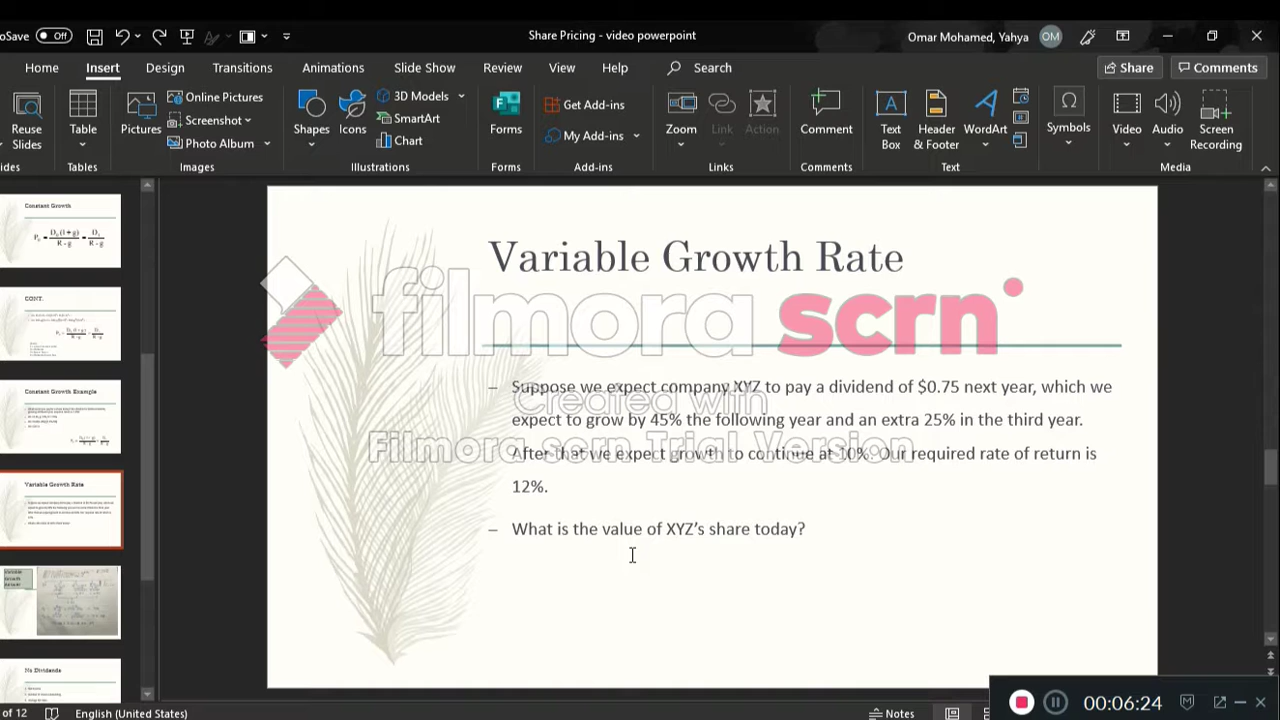 oSave Off
Share Pricing - video powerpoint
Omar Mohamed, Yahya OM
Home Insert Design Transitions Animations Slide Show Review View Help Search Share Comments
Reuse Slides
Table
Pictures
Online Pictures
Screenshot
Photo Album
Shapes
Icons
3D Models
SmartArt
Chart
Forms
Get Add-ins
My Add-ins
Zoom
Link
Action
Comment
Text Box
Header & Footer
WordArt
Symbols
Video
Audio
Screen Recording
ides Tables Images Illustrations Forms Add-ins Links Comments Text Media
Constant Growth
CONT.
Constant Growth Example
Variable Growth Rate
No Dividends
Variable Growth Rate
filmora scrn
Created with
Filmora scrn Trial Version
– Suppose we expect company XYZ to pay a dividend of $0.75 next year, which we
expect to grow by 45% the following year and an extra 25% in the third year.
After that we expect growth to continue at 10%. Our required rate of return is
12%.
– What is the value of XYZ’s share today?
of 12 English (United States) Notes
00:06:24